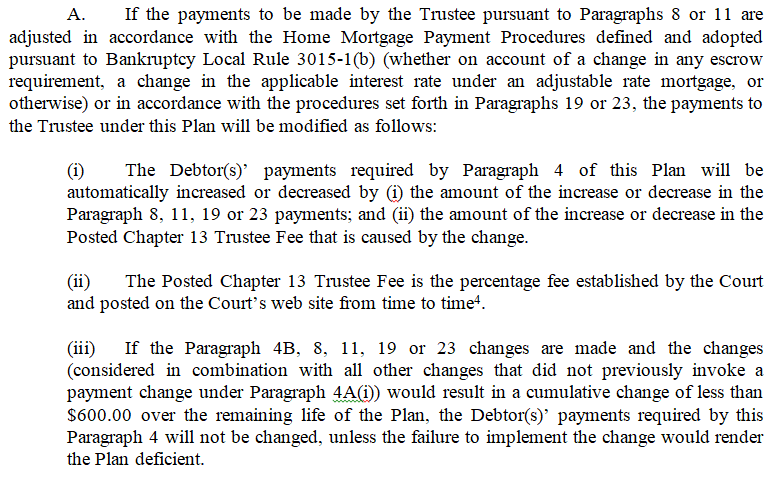 A. If the payments to be made by the Trustee pursuant to Paragraphs 8 or 11 are
adjusted in accordance with the Home Mortgage Payment Procedures defined and adopted
pursuant to Bankruptcy Local Rule 3015-1(b) (whether on account of a change in any escrow
requirement, a change in the applicable interest rate under an adjustable rate mortgage, or
otherwise) or in accordance with the procedures set forth in Paragraphs 19 or 23, the payments to
the Trustee under this Plan will be modified as follows:
(i) The Debtor(s)’ payments required by Paragraph 4 of this Plan will be
automatically increased or decreased by (i) the amount of the increase or decrease in the
Paragraph 8, 11, 19 or 23 payments; and (ii) the amount of the increase or decrease in the
Posted Chapter 13 Trustee Fee that is caused by the change.
(ii) The Posted Chapter 13 Trustee Fee is the percentage fee established by the Court
and posted on the Court’s web site from time to time⁴.
(iii) If the Paragraph 4B, 8, 11, 19 or 23 changes are made and the changes
(considered in combination with all other changes that did not previously invoke a
payment change under Paragraph 4A(i)) would result in a cumulative change of less than
$600.00 over the remaining life of the Plan, the Debtor(s)’ payments required by this
Paragraph 4 will not be changed, unless the failure to implement the change would render
the Plan deficient.